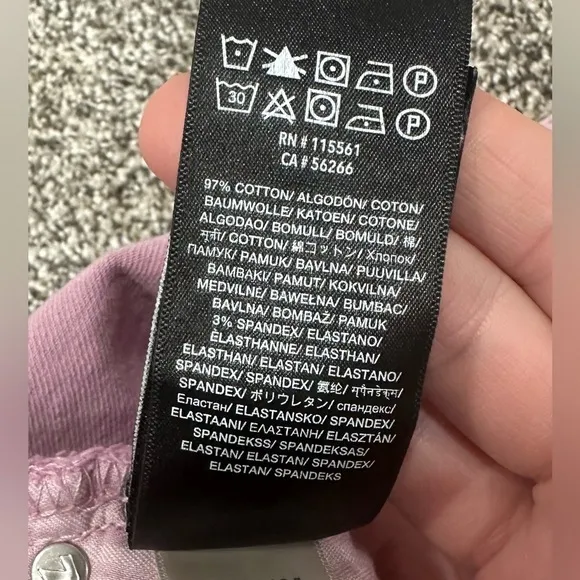 P
30 P
RN # 115561
CA # 56266
97% COTTON/ ALGODÓN/ COTON/
BAUMWOLLE/ KATOEN/ COTONE/
ALGODAO/ BOMULL/ BOMULD/ 棉/
COTTON/ 綿コットン/ Хлопок/
ПАМУК/ PAMUK/ BAVLNA/ PUUVILLA/
BAMBAKI/ PAMUT/ KOKVILNA/
MEDVILNĖ/ BAWEŁNA/ BUMBAC/
BAVLNA/ BOMBAŽ/ PAMUK
3% SPANDEX/ ELASTANO/
ELASTHANNE/ ELASTHAN/
ELASTHAN/ ELASTAN/ ELASTANO/
SPANDEX/ SPANDEX/ 氨纶/
SPANDEX/ ポリウレタン/ спандекс/
Еластан/ ELASTANSKO/ SPANDEX/
ELASTAANI/ ΕΛΑΣΤΑΝΗ/ ELASZTÁN/
SPANDEKSS/ SPANDEKSAS/
ELASTAN/ ELASTAN/ SPANDEX/
ELASTAN/ SPANDEKS